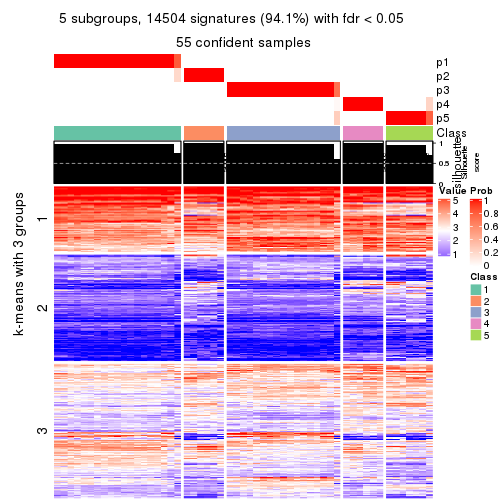 5 subgroups, 14504 signatures (94.1%) with fdr < 0.05
55 confident samples
p1
p2
p3
p4
p5
Class
1
0.5
0
silhouette
Silhouette
score
k-means with 3 groups
1
2
3
Value
5
4
3
2
1
Prob
1
0.8
0.6
0.4
0.2
0
Class
1
2
3
4
5